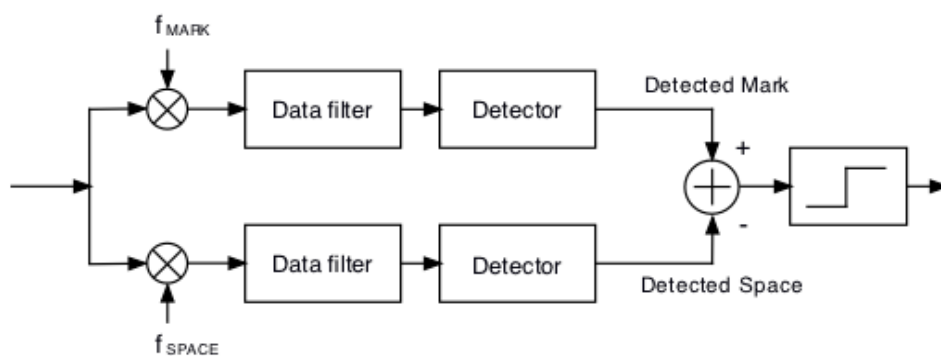 fMARK
Data filter
Detector
Detected Mark
+
-
Data filter
Detector
Detected Space
fSPACE